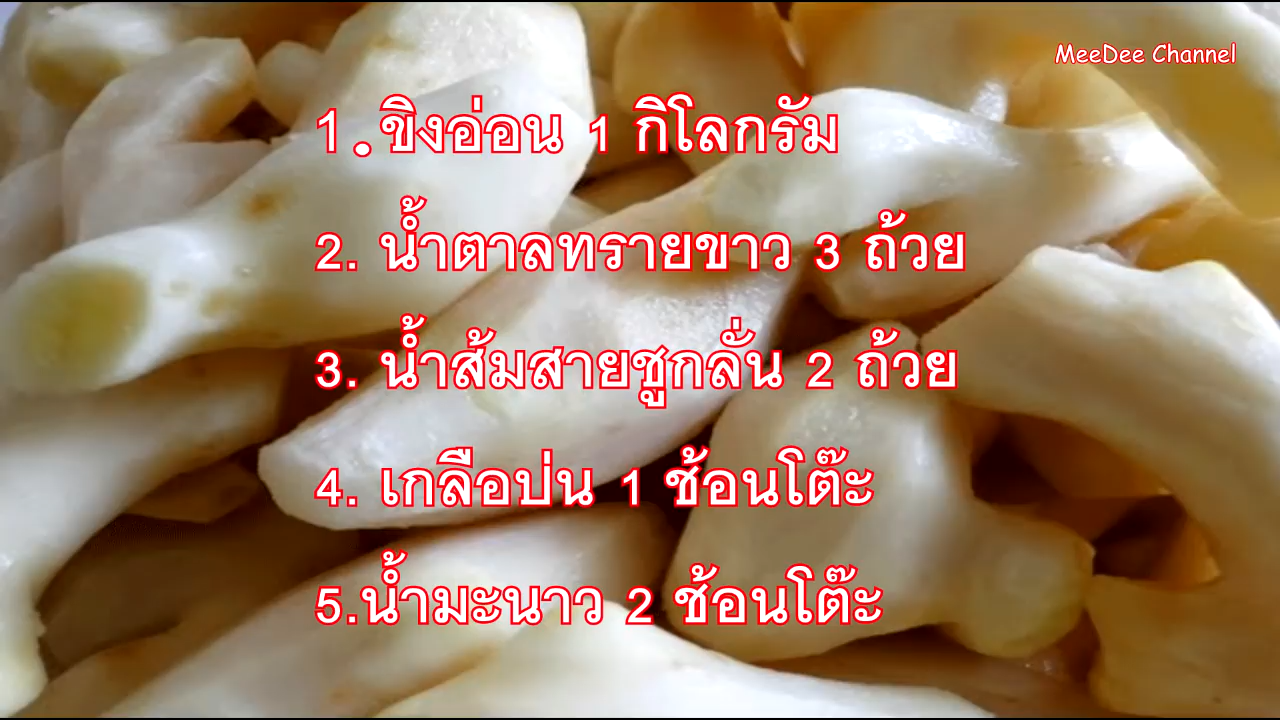 MeeDee Channel
1.ขิงอ่อน 1 กิโลกรัม
2. น้ำตาลทรายขาว 3 ถ้วย
3. น้ำส้มสายชูกลั่น 2 ถ้วย
4. เกลือป่น 1 ช้อนโต๊ะ
5.น้ำมะนาว 2 ช้อนโต๊ะ